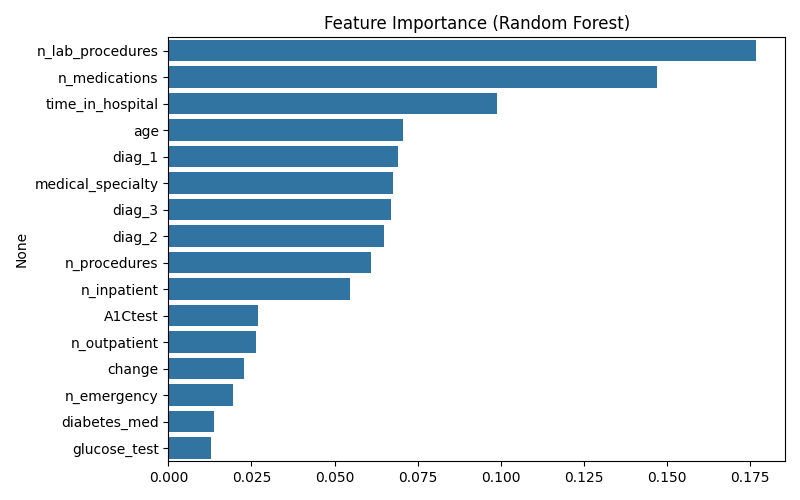 Feature Importance (Random Forest)
None
n_lab_procedures
n_medications
time_in_hospital
age
diag_1
medical_specialty
diag_3
diag_2
n_procedures
n_inpatient
A1Ctest
n_outpatient
change
n_emergency
diabetes_med
glucose_test
0.000 0.025 0.050 0.075 0.100 0.125 0.150 0.175